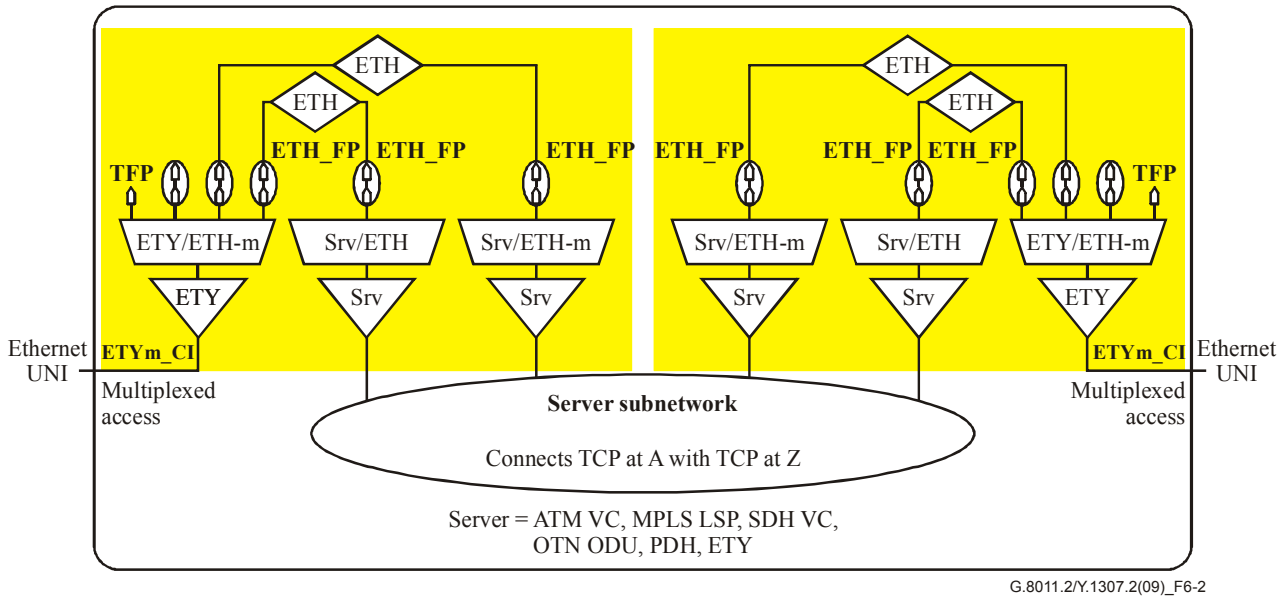 ETH
ETH
ETH
ETH
ETH_FP ETH_FP ETH_FP
ETH_FP ETH_FP ETH_FP
TFP
TFP
ETY/ETH-m Srv/ETH Srv/ETH-m
Srv/ETH-m Srv/ETH ETY/ETH-m
ETY Srv Srv
Srv Srv ETY
Ethernet
UNI
ETYm_CI
Multiplexed
access
ETYm_CI
Multiplexed
access
Ethernet
UNI
Server subnetwork
Connects TCP at A with TCP at Z
Server = ATM VC, MPLS LSP, SDH VC,
OTN ODU, PDH, ETY
G.8011.2/Y.1307.2(09)_F6-2